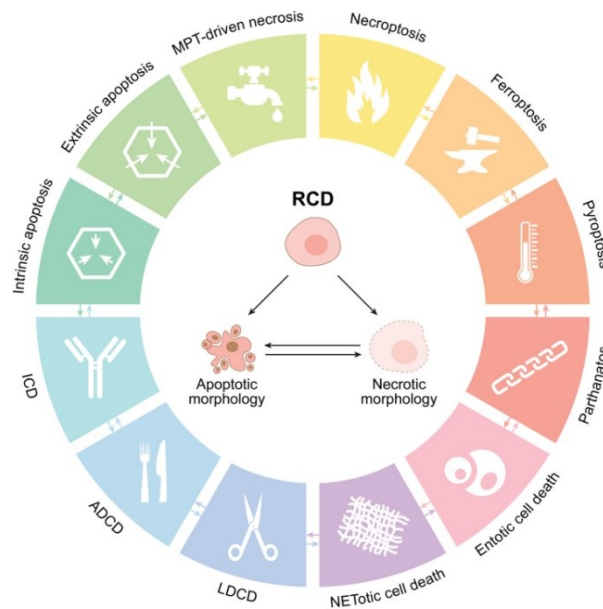 MPT-driven necrosis
Necroptosis
Ferroptosis
Pyroptosis
Parthanatos
Entotic cell death
NETotic cell death
LDCD
ADCD
ICD
Intrinsic apoptosis
Extrinsic apoptosis
RCD
Apoptotic
morphology
Necrotic
morphology